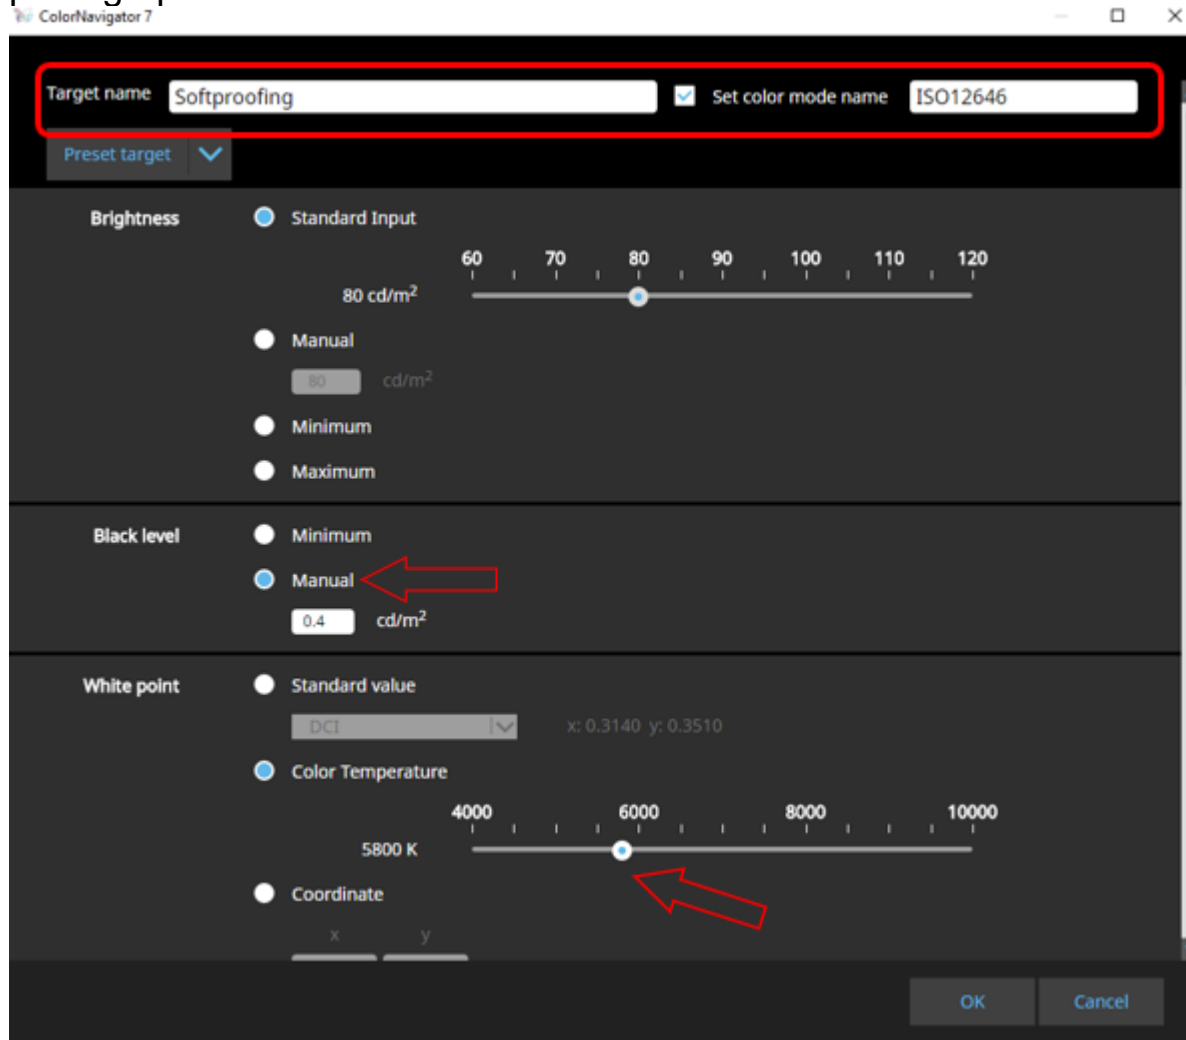 ColorNavigator 7
Target name Softproofing Set color mode name ISO12646
Preset target
Brightness Standard Input
60 70 80 90 100 110 120
80 cd/m²
Manual
80 cd/m²
Minimum
Maximum
Black level Minimum
Manual
0.4 cd/m²
White point Standard value
DCI x: 0.3140 y: 0.3510
Color Temperature
4000 6000 8000 10000
5800 K
Coordinate
x y
OK Cancel